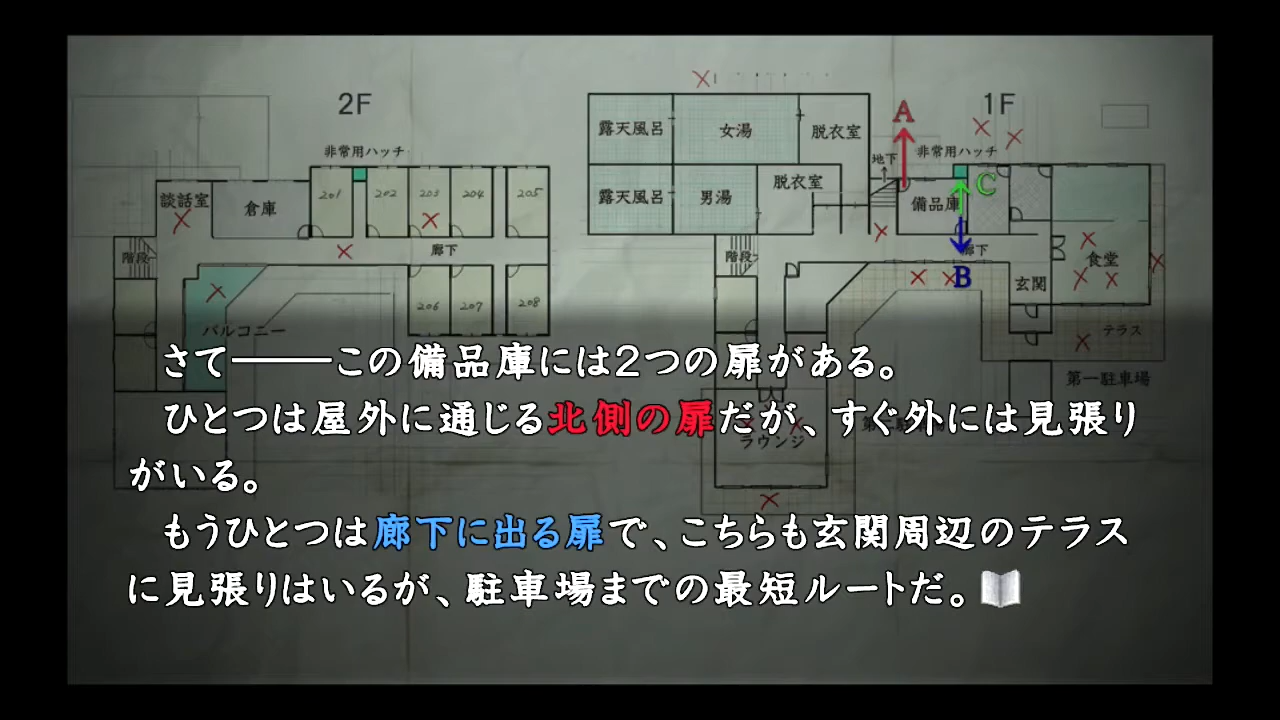 2F
1F
A
非常用ハッチ
非常用ハッチ
露天風呂
女湯
脱衣室
地下
201
202
203
204
205
談話室
倉庫
露天風呂
男湯
脱衣室
備品庫
C
階段
廊下
階段
廊下
B
玄関
食堂
206
207
208
バルコニー
テラス
第一駐車場
ラウンジ
さて───この備品庫には2つの扉がある。
ひとつは屋外に通じる北側の扉だが、すぐ外には見張り
がいる。
もうひとつは廊下に出る扉で、こちらも玄関周辺のテラス
に見張りはいるが、駐車場までの最短ルートだ。